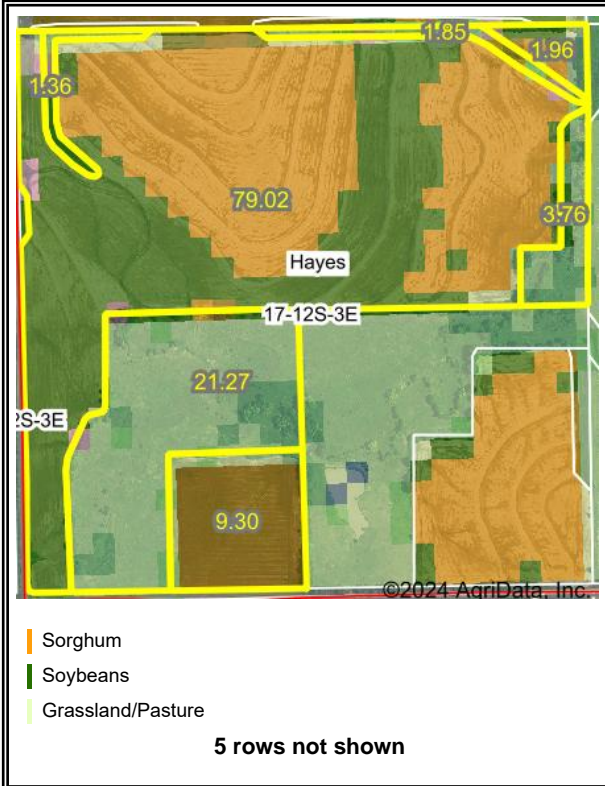 1.85
1.96
1.36
79.02
3.76
Hayes
17-12S-3E
21.27
2S-3E
9.30
©2024 AgriData, Inc.
Sorghum
Soybeans
Grassland/Pasture
5 rows not shown